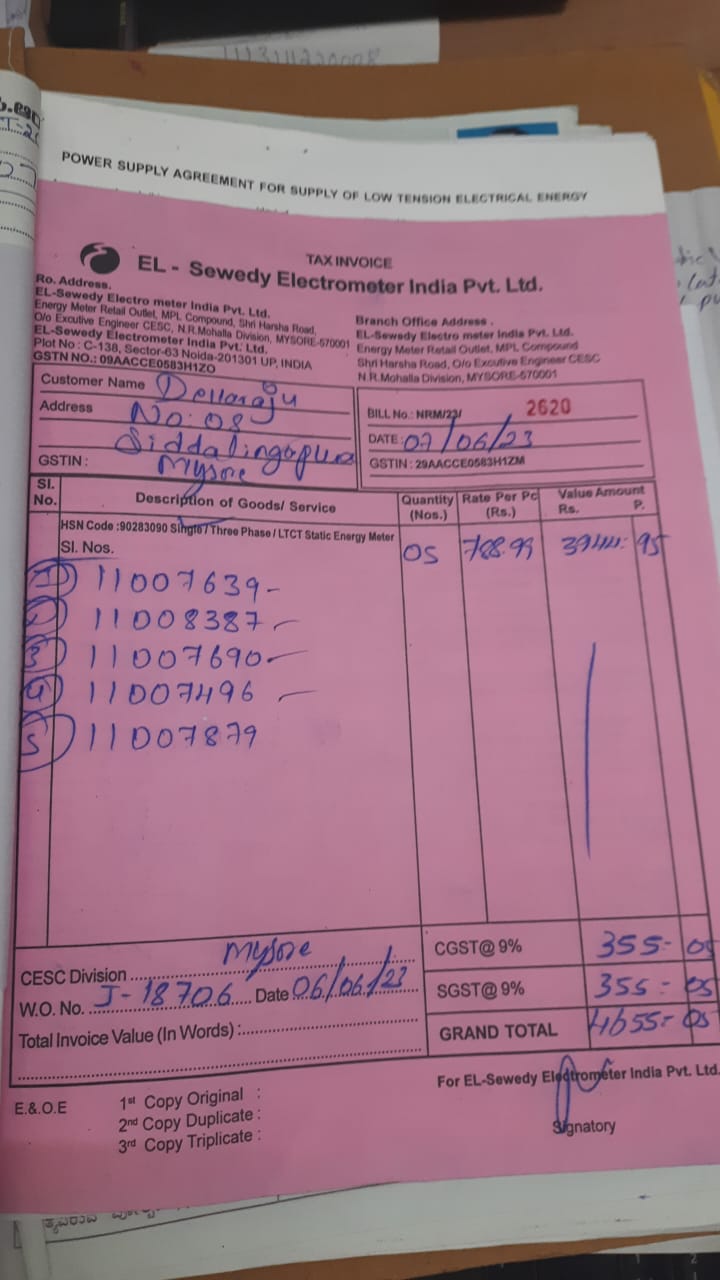 111311220008
POWER SUPPLY AGREEMENT FOR SUPPLY OF LOW TENSION ELECTRICAL ENERGY
TAX INVOICE
EL - Sewedy Electrometer India Pvt. Ltd.
Ro. Address.
EL-Sewedy Electro meter India Pvt. Ltd.
Energy Meter Retail Outlet, MPL Compound, Shri Harsha Road,
O/o Excutive Engineer CESC, N.R.Mohalla Division, MYSORE-570001
EL-Sewedy Electrometer India Pvt. Ltd.
Plot No : C-138, Sector-63 Noida-201301 UP, INDIA
GSTN NO.: 09AACCE0583H1ZO
Branch Office Address .
EL-Sewedy Electro meter India Pvt. Ltd.
Energy Meter Retail Outlet, MPL Compound
Shri Harsha Road, O/o Excutive Engineer CESC
N.R.Mohalla Division, MYSORE-570001
Customer Name Devaraju
Address No: 08
Siddalingapura
GSTIN : Mysore
BILL No.: NRM/23/ 2620
DATE : 07/06/23
GSTIN : 29AACCE0583H1ZM
Sl. No. Description of Goods/ Service Quantity (Nos.) Rate Per Pc (Rs.) Value Amount Rs. P.
HSN Code :90283090 Single / Three Phase / LTCT Static Energy Meter
Sl. Nos. 05 788.99 3944. 95
1 11007639-
2 11008387-
3 11007690-
4 11007496 -
5 11007879
CESC Division Mysore
W.O. No. J-18706 Date 06/06/23
Total Invoice Value (In Words) :
CGST@ 9% 355- 05
SGST@ 9% 355 - 05
GRAND TOTAL 4655- 05
For EL-Sewedy Electrometer India Pvt. Ltd.
E.& .O.E
1st Copy Original :
2nd Copy Duplicate :
3rd Copy Triplicate :
Signatory